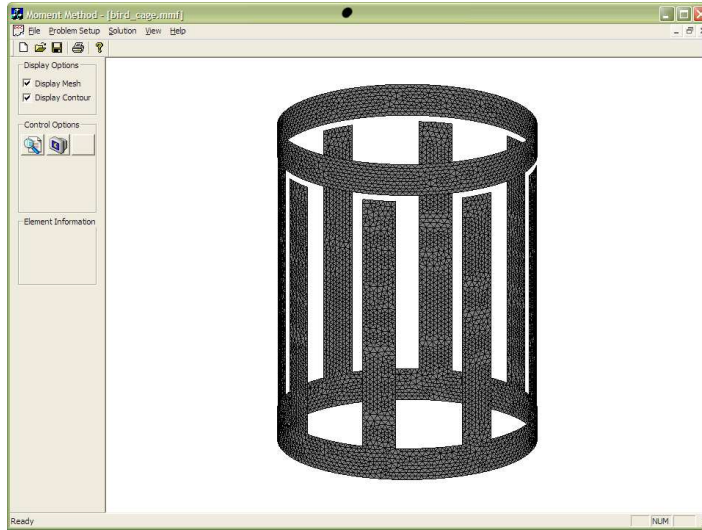 Moment Method - [bird_cage.mmf]
File Problem Setup Solution View Help
Display Options
Display Mesh
Display Contour
Control Options
Element Information
Ready
NUM